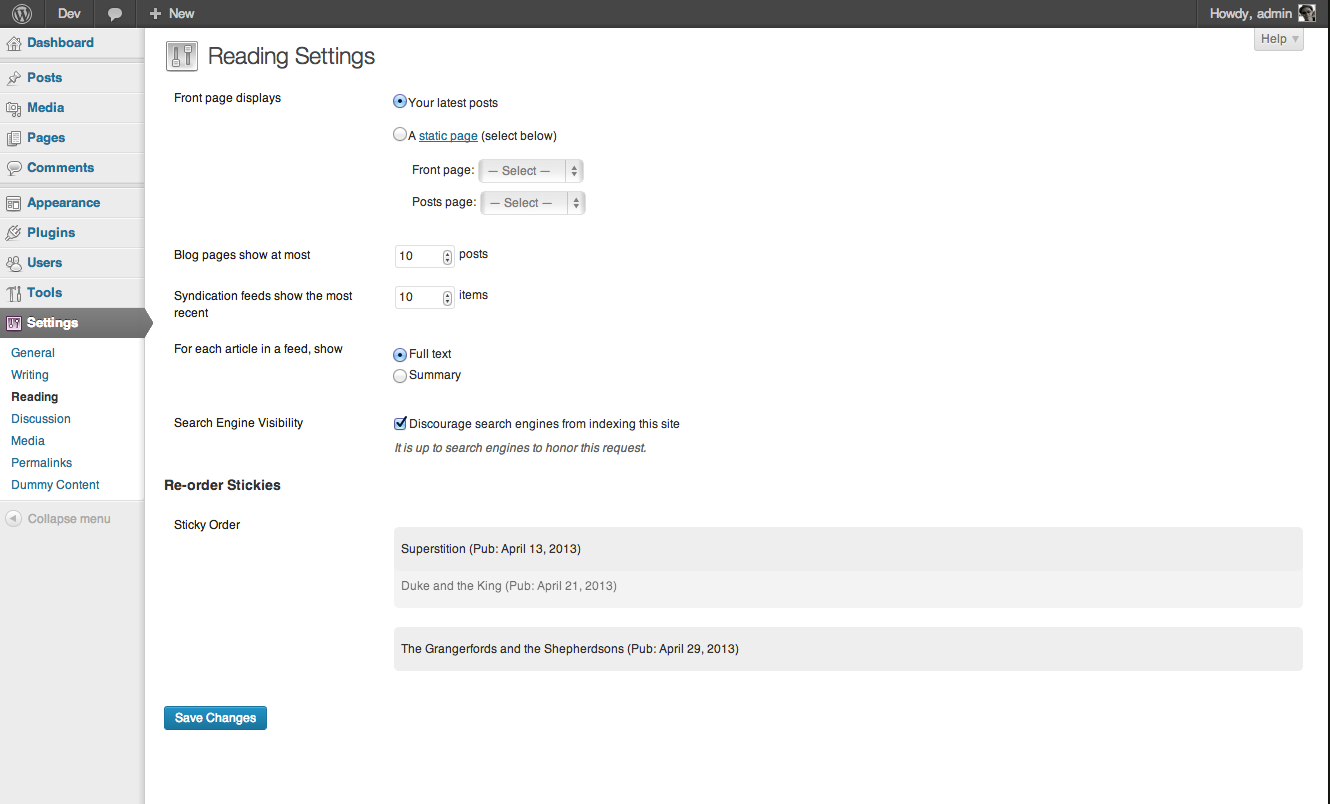 Dev
New
Howdy, admin
Dashboard
Posts
Media
Pages
Comments
Appearance
Plugins
Users
Tools
Settings
General
Writing
Reading
Discussion
Media
Permalinks
Dummy Content
Collapse menu
Help
Reading Settings
Front page displays
Your latest posts
A static page (select below)
Front page: — Select —
Posts page: — Select —
Blog pages show at most
10 posts
Syndication feeds show the most
recent
10 items
For each article in a feed, show
Full text
Summary
Search Engine Visibility
Discourage search engines from indexing this site
It is up to search engines to honor this request.
Re-order Stickies
Sticky Order
Superstition (Pub: April 13, 2013)
Duke and the King (Pub: April 21, 2013)
The Grangerfords and the Shepherdsons (Pub: April 29, 2013)
Save Changes